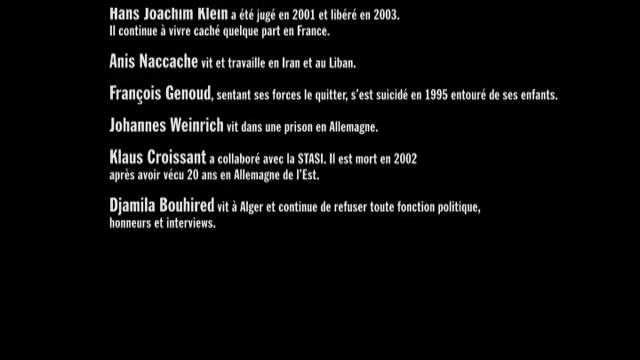 Hans Joachim Klein a été jugé en 2001 et libéré en 2003.
Il continue à vivre caché quelque part en France.
Anis Naccache vit et travaille en Iran et au Liban.
François Genoud, sentant ses forces le quitter, s'est suicidé en 1995 entouré de ses enfants.
Johannes Weinrich vit dans une prison en Allemagne.
Klaus Croissant a collaboré avec la STASI. Il est mort en 2002
après avoir vécu 20 ans en Allemagne de l'Est.
Djamila Bouhired vit à Alger et continue de refuser toute fonction politique,
honneurs et interviews.